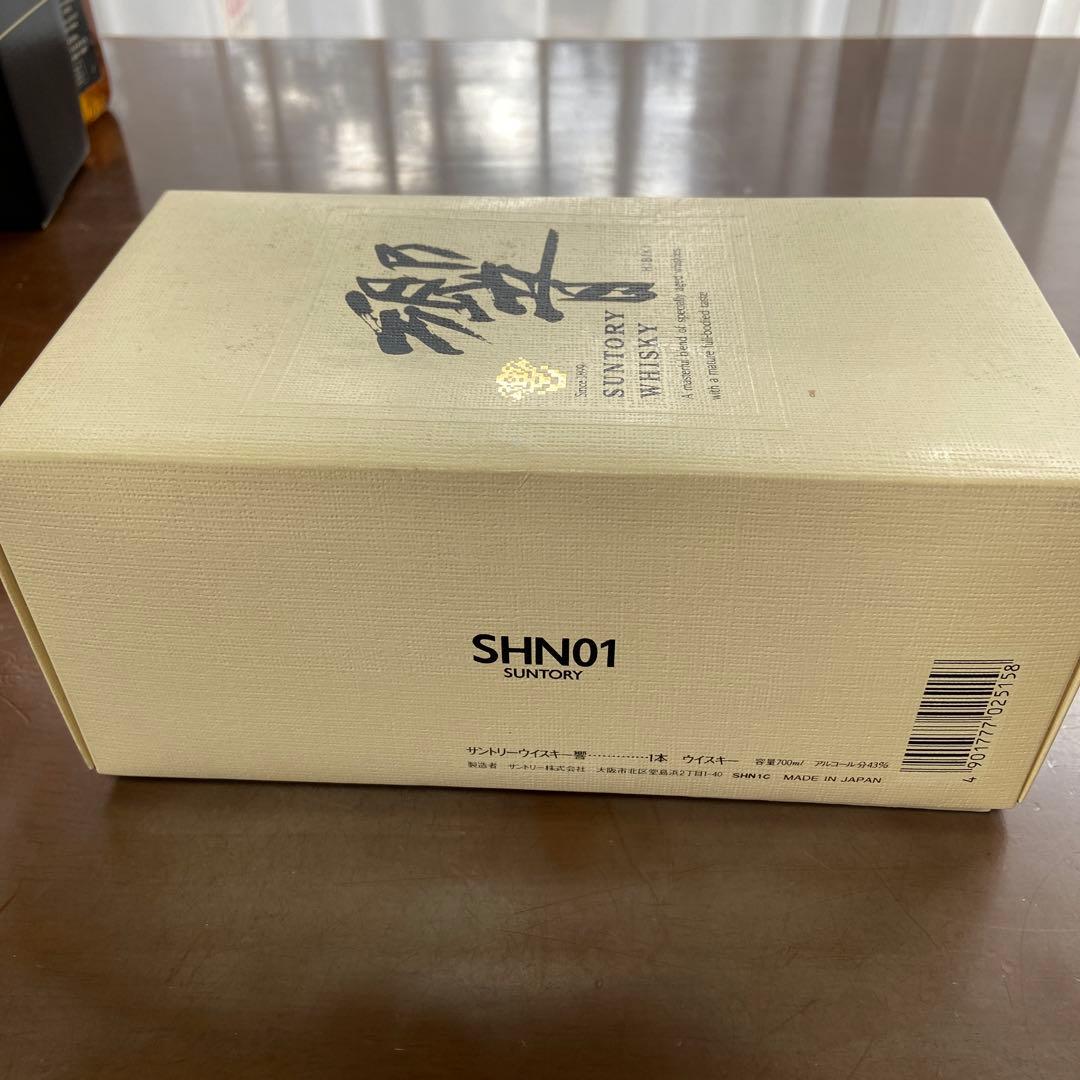 響
HIBIKI
Since 1899
SUNTORY
WHISKY
A masterful blend of specially aged whiskies
with a mature full-bodied taste
SHN01
SUNTORY
サントリーウイスキー響…………1本 ウイスキー 容量700ml アルコール分43%
製造者 サントリー株式会社 大阪市北区堂島浜2丁目1-40 SHN1C MADE IN JAPAN
4 901777 025158